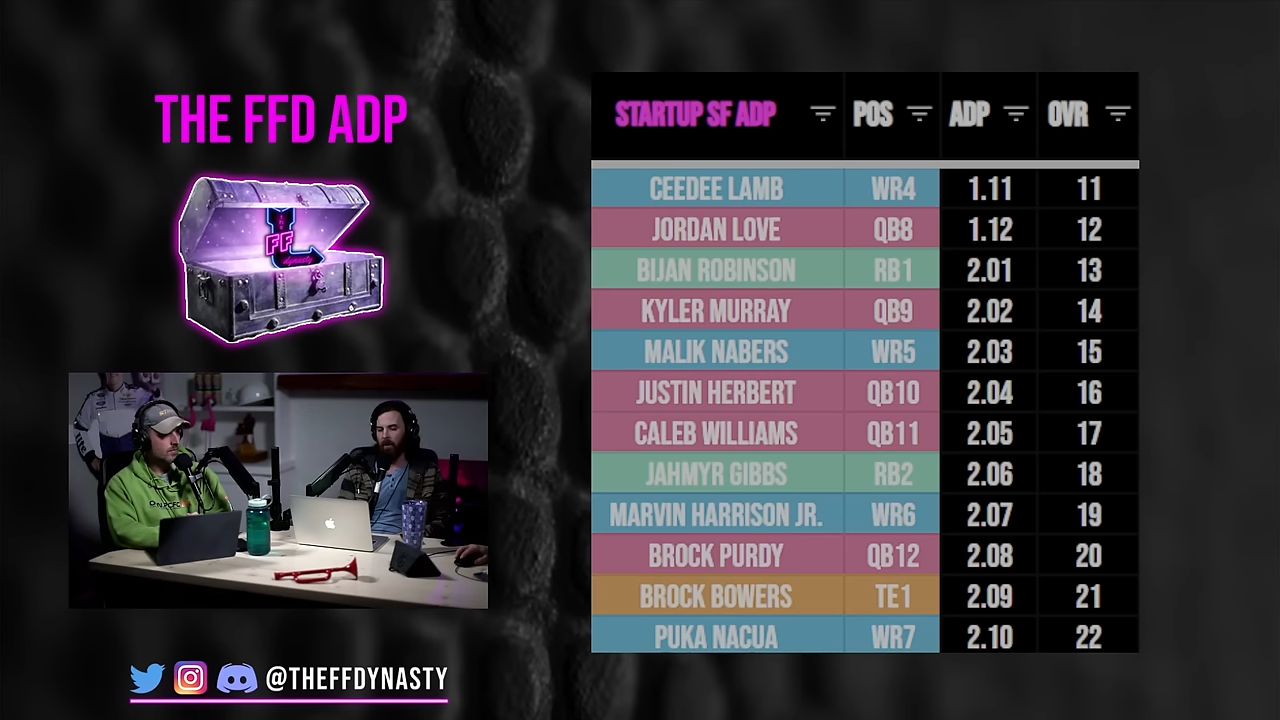 THE FFD ADP
FF
dynasty
@THEFFDYNASTY
STARTUP SF ADP POS ADP OVR
CEEDEE LAMB WR4 1.11 11
JORDAN LOVE QB8 1.12 12
BIJAN ROBINSON RB1 2.01 13
KYLER MURRAY QB9 2.02 14
MALIK NABERS WR5 2.03 15
JUSTIN HERBERT QB10 2.04 16
CALEB WILLIAMS QB11 2.05 17
JAHMYR GIBBS RB2 2.06 18
MARVIN HARRISON JR. WR6 2.07 19
BROCK PURDY QB12 2.08 20
BROCK BOWERS TE1 2.09 21
PUKA NACUA WR7 2.10 22